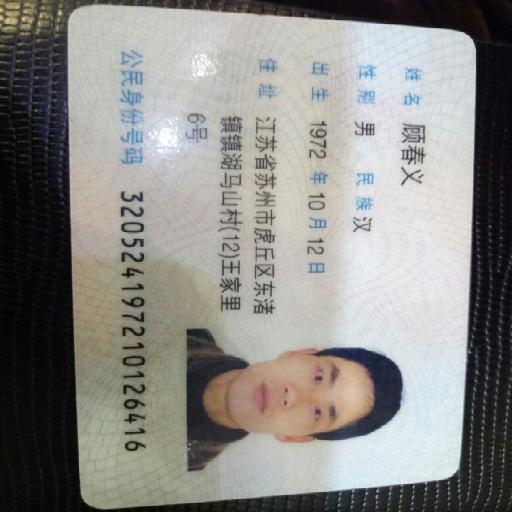 姓名 顾春义
性别 男 民族 汉
出生 1972 年 10 月 12 日
住址 江苏省苏州市虎丘区东渚
镇镇湖马山村(12)王家里
6号
公民身份号码 320524197210126416